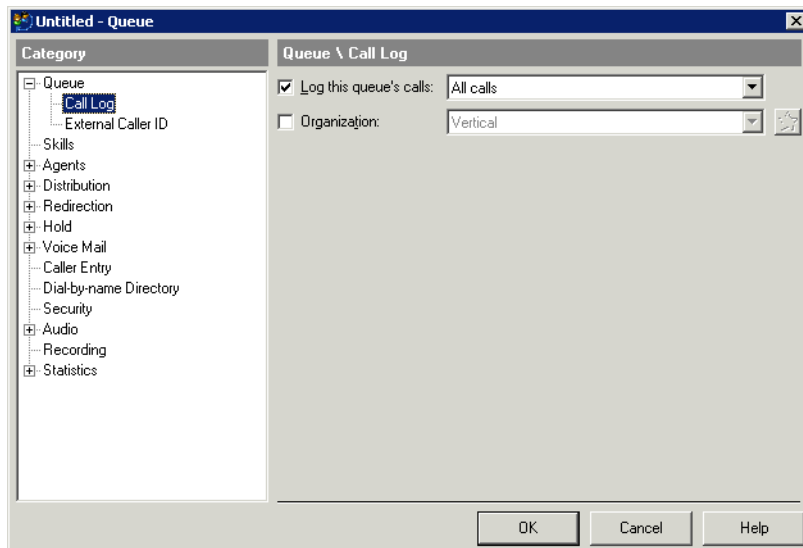 Untitled - Queue
Category
Queue \ Call Log
Queue
Call Log
External Caller ID
Skills
Agents
Distribution
Redirection
Hold
Voice Mail
Caller Entry
Dial-by-name Directory
Security
Audio
Recording
Statistics
Log this queue's calls: All calls
Organization: Vertical
OK Cancel Help